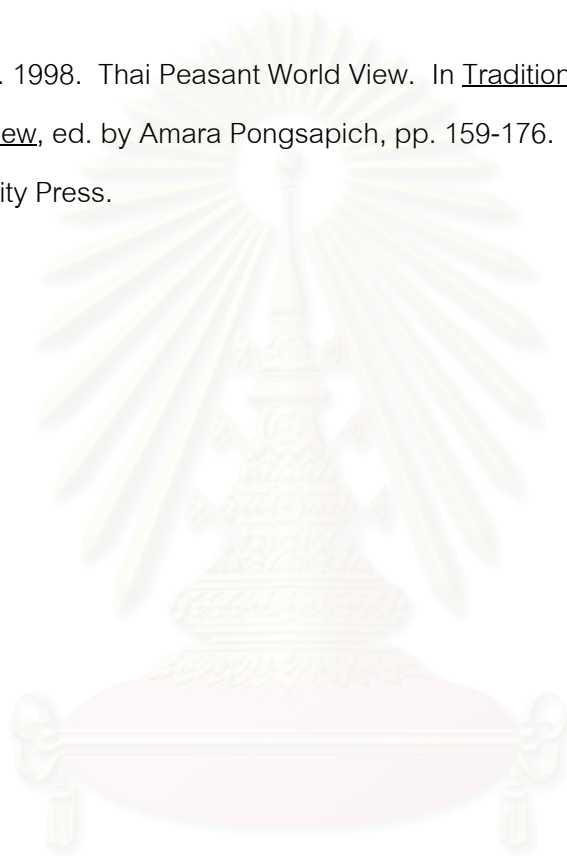 . 1998. Thai Peasant World View. In Tradition
ew, ed. by Amara Pongsapich, pp. 159-176.
ity Press.